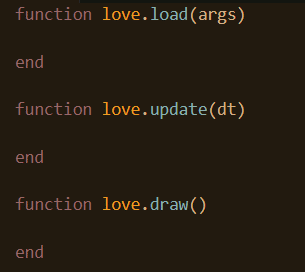 function love.load(args)
end
function love.update(dt)
end
function love.draw()
end